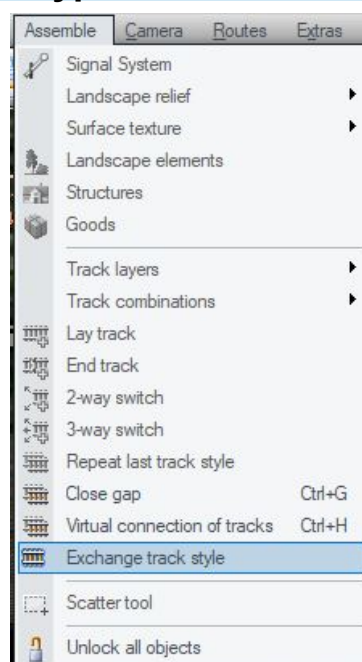 Assemble Camera Routes Extras
Signal System
Landscape relief
Surface texture
Landscape elements
Structures
Goods
Track layers
Track combinations
Lay track
End track
2-way switch
3-way switch
Repeat last track style
Close gap Ctrl+G
Virtual connection of tracks Ctrl+H
Exchange track style
Scatter tool
Unlock all objects